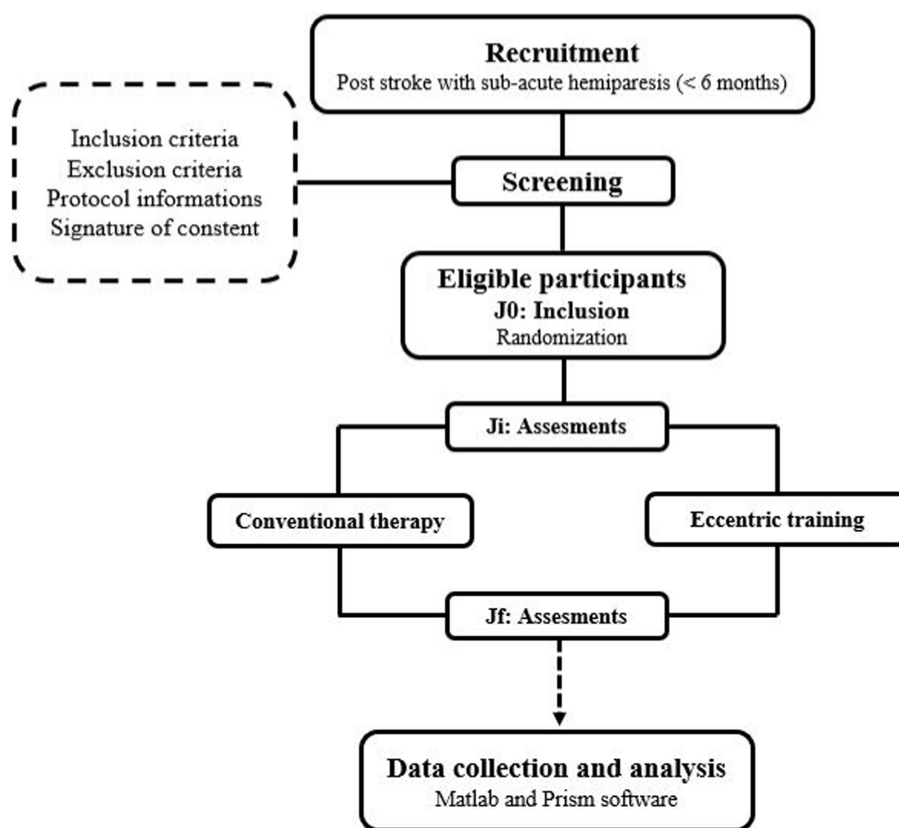 Recruitment
Post stroke with sub-acute hemiparesis (< 6 months)
Inclusion criteria
Exclusion criteria
Protocol informations
Signature of constent
Screening
Eligible participants
J0: Inclusion
Randomization
Ji: Assesments
Conventional therapy
Eccentric training
Jf: Assesments
Data collection and analysis
Matlab and Prism software